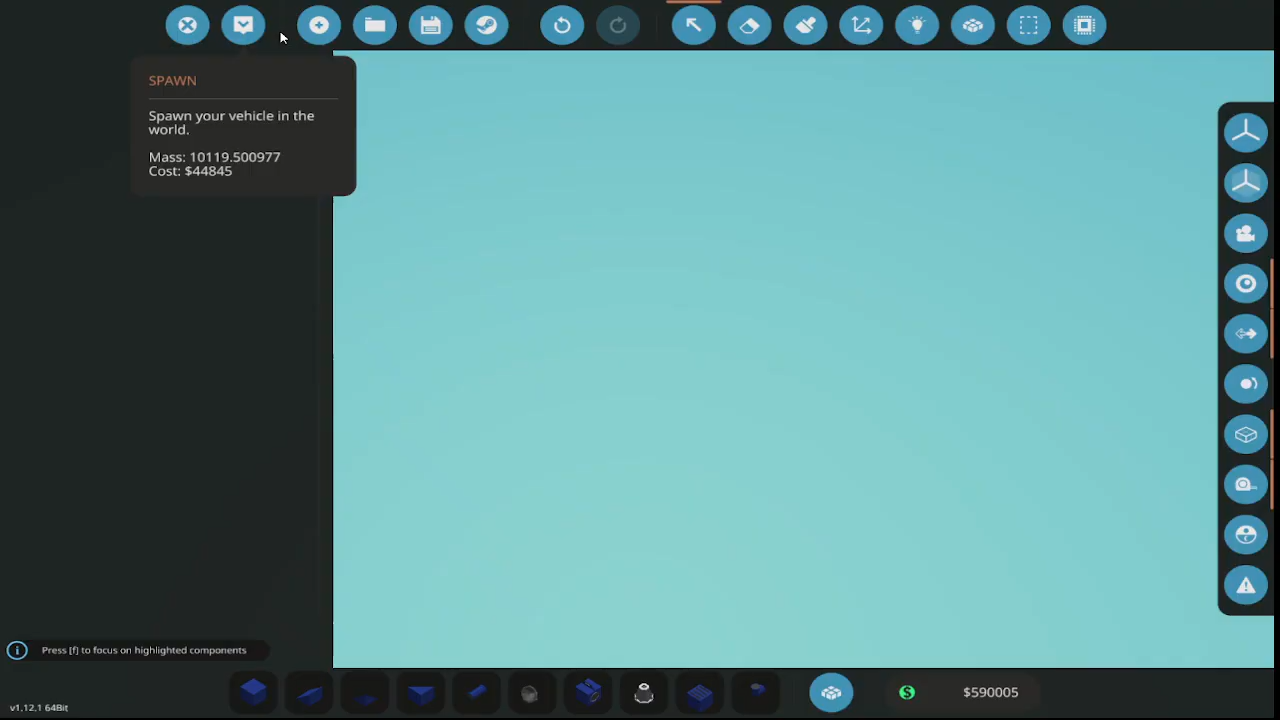 SPAWN
Spawn your vehicle in the
world.
Mass: 10119.500977
Cost: $44845
Press [f] to focus on highlighted components
$590005
v1.12.1 64Bit